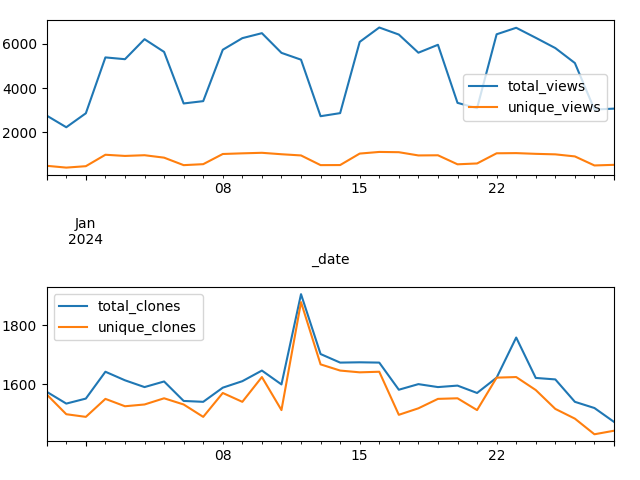 6000
4000
2000
total_views
unique_views
08
15
22
Jan
2024
_date
total_clones
unique_clones
1800
1600
08
15
22